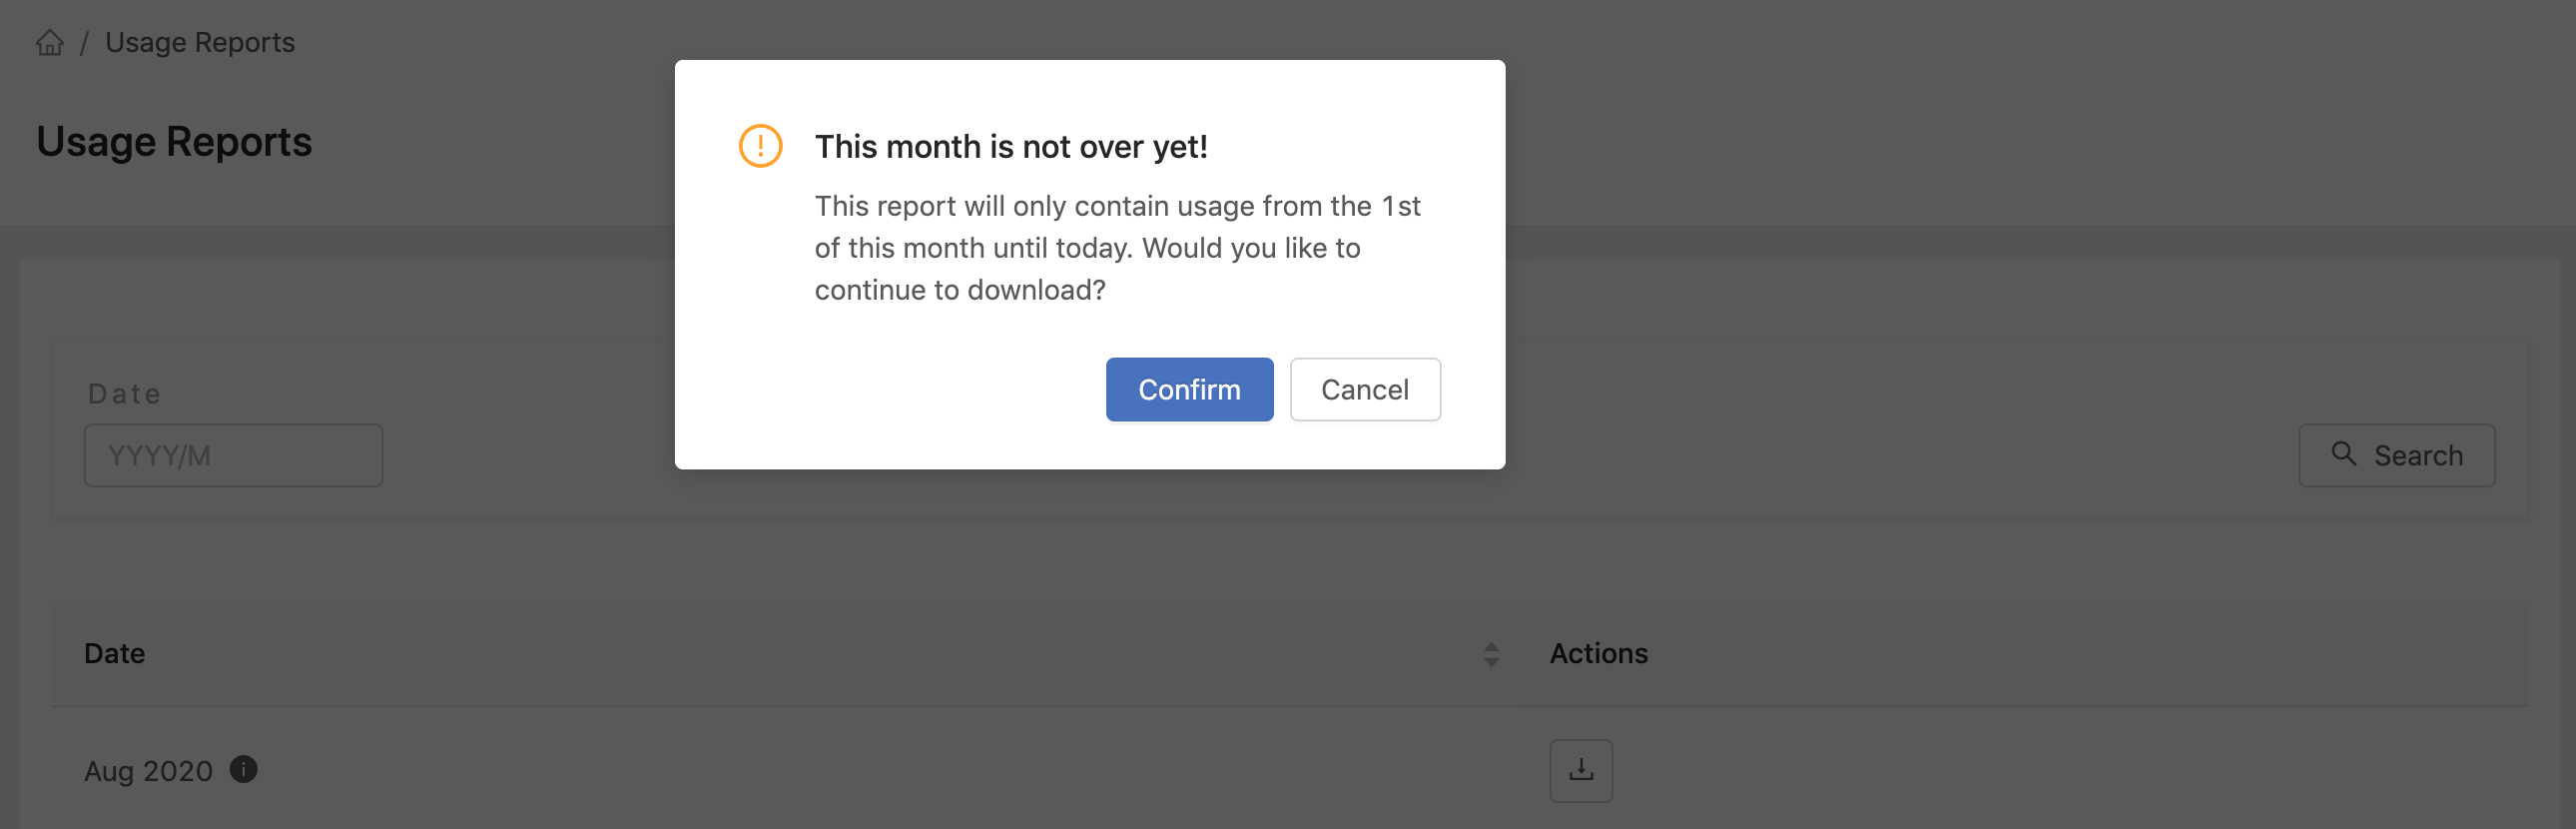 / Usage Reports
Usage Reports
This month is not over yet!
This report will only contain usage from the 1st
of this month until today. Would you like to
continue to download?
Confirm Cancel
Date
YYYY/M
Search
Date Actions
Aug 2020